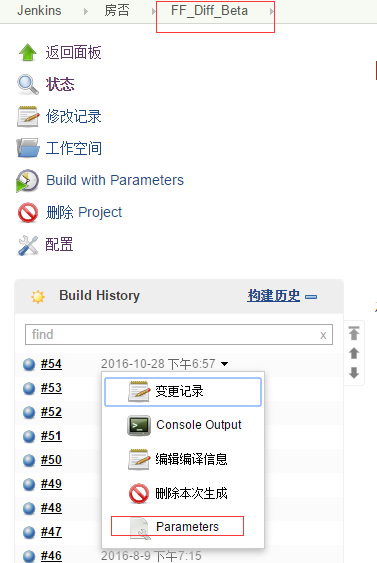 Jenkins 房否 FF_Diff_Beta
返回面板
状态
修改记录
工作空间
Build with Parameters
删除 Project
配置
Build History 构建历史
find x
#54 2016-10-28 下午6:57
#53 变更记录
#52 Console Output
#51
#50 编辑编译信息
#49 删除本次生成
#48
#47 Parameters
#46 2016-8-9 下午7:15